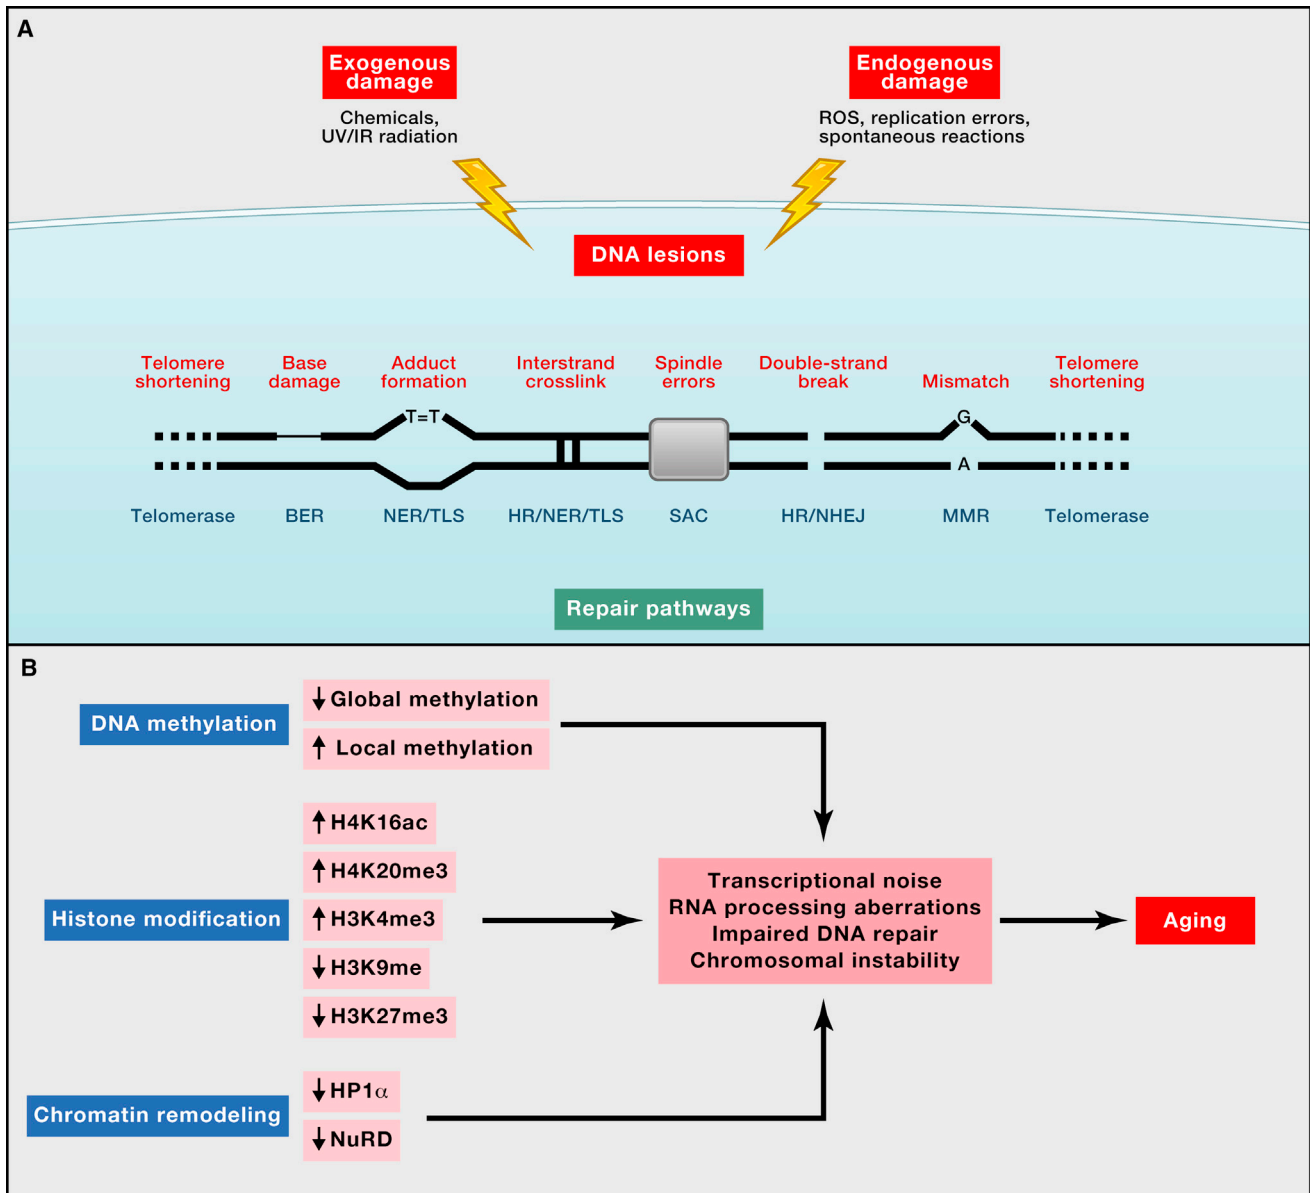 A
Exogenous
damage
Endogenous
damage
Chemicals,
UV/IR radiation
ROS, replication errors,
spontaneous reactions
DNA lesions
Telomere
shortening
Base
damage
Adduct
formation
Interstrand
crosslink
Spindle
errors
Double-strand
break
Mismatch
Telomere
shortening
T=T
G
A
Telomerase
BER
NER/TLS
HR/NER/TLS
SAC
HR/NHEJ
MMR
Telomerase
Repair pathways
B
DNA methylation
↓ Global methylation
↑ Local methylation
Histone modification
↑ H4K16ac
↑ H4K20me3
↑ H3K4me3
↓ H3K9me
↓ H3K27me3
Chromatin remodeling
↓ HP1α
↓ NuRD
Transcriptional noise
RNA processing aberrations
Impaired DNA repair
Chromosomal instability
Aging